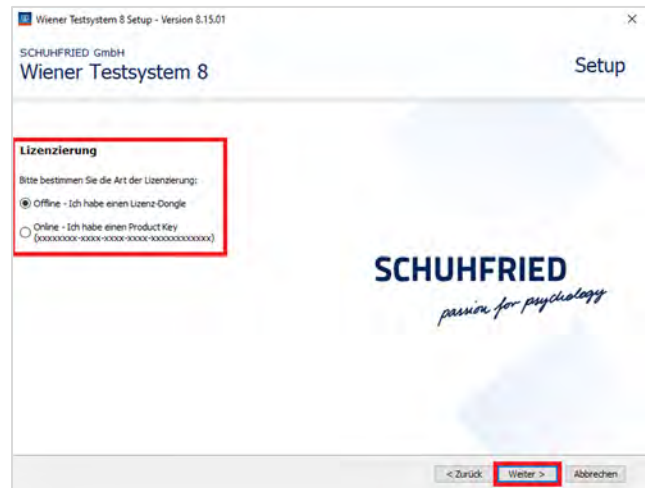 Wiener Testsystem 8 Setup - Version 8.15.01
SCHUHFRIED GmbH
Wiener Testsystem 8
Setup
Lizenzierung
Bitte bestimmen Sie die Art der Lizenzierung:
Offline - Ich habe einen Lizenz-Dongle
Online - Ich habe einen Product Key
(xxxxxxxx-xxxx-xxxx-xxxx-xxxxxxxxxxxx)
SCHUHFRIED
passion for psychology
< Zurück Weiter > Abbrechen